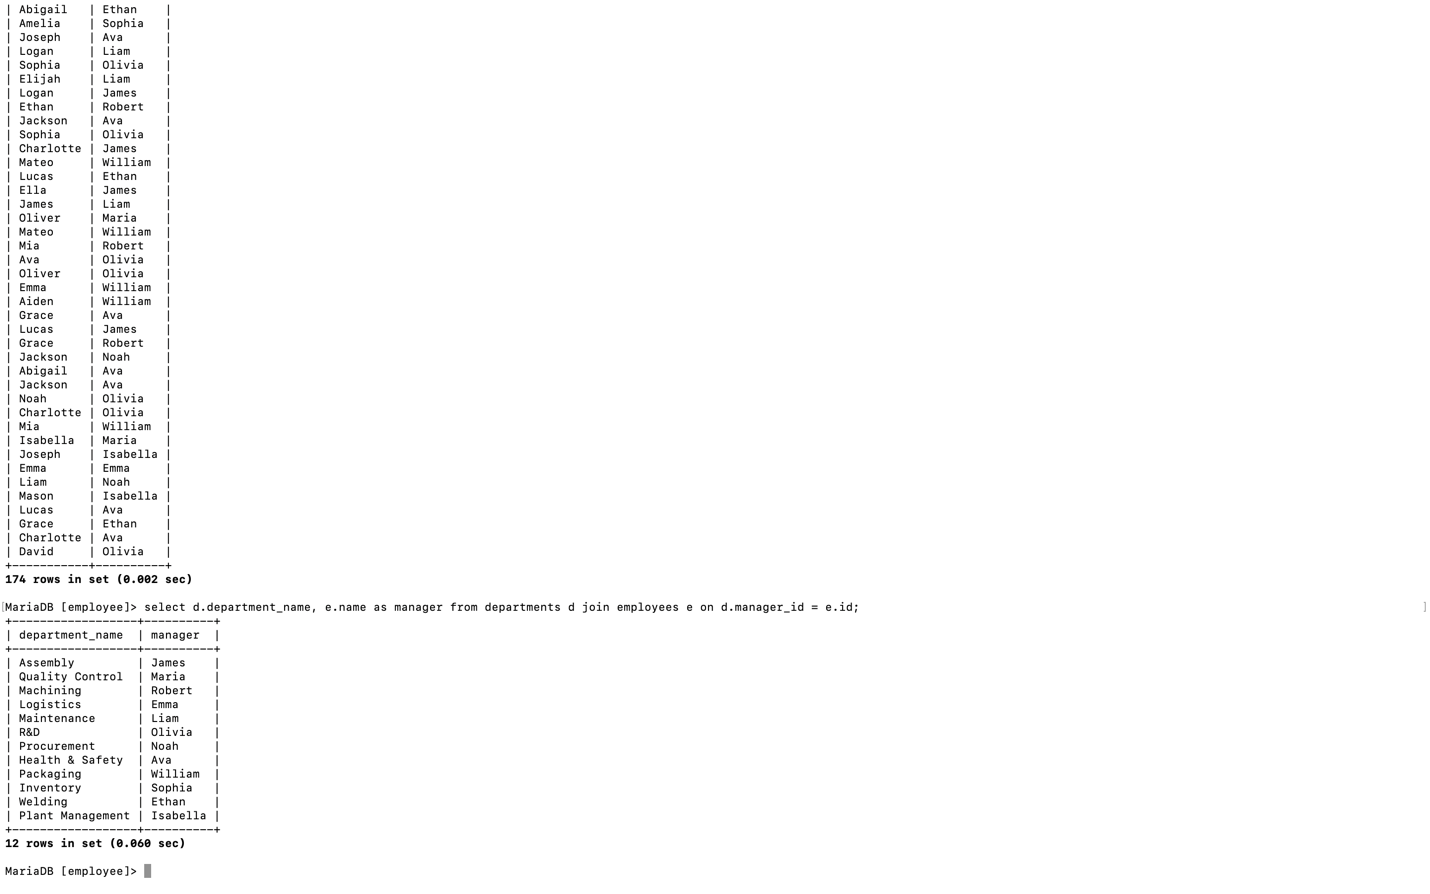 | Abigail   | Ethan    |
| Amelia    | Sophia   |
| Joseph    | Ava      |
| Logan     | Liam     |
| Sophia    | Olivia   |
| Elijah    | Liam     |
| Logan     | James    |
| Ethan     | Robert   |
| Jackson   | Ava      |
| Sophia    | Olivia   |
| Charlotte | James    |
| Mateo     | William  |
| Lucas     | Ethan    |
| Ella      | James    |
| James     | Liam     |
| Oliver    | Maria    |
| Mateo     | William  |
| Mia       | Robert   |
| Ava       | Olivia   |
| Oliver    | Olivia   |
| Emma      | William  |
| Aiden     | William  |
| Grace     | Ava      |
| Lucas     | James    |
| Grace     | Robert   |
| Jackson   | Noah     |
| Abigail   | Ava      |
| Jackson   | Ava      |
| Noah      | Olivia   |
| Charlotte | Olivia   |
| Mia       | William  |
| Isabella  | Maria    |
| Joseph    | Isabella |
| Emma      | Emma     |
| Liam      | Noah     |
| Mason     | Isabella |
| Lucas     | Ava      |
| Grace     | Ethan    |
| Charlotte | Ava      |
| David     | Olivia   |
+-----------+----------+
174 rows in set (0.002 sec)
[MariaDB [employee]> select d.department_name, e.name as manager from departments d join employees e on d.manager_id = e.id; ]
+------------------+----------+
| department_name  | manager  |
+------------------+----------+
| Assembly         | James    |
| Quality Control  | Maria    |
| Machining        | Robert   |
| Logistics        | Emma     |
| Maintenance      | Liam     |
| R&D              | Olivia   |
| Procurement      | Noah     |
| Health & Safety  | Ava      |
| Packaging        | William  |
| Inventory        | Sophia   |
| Welding          | Ethan    |
| Plant Management | Isabella |
+------------------+----------+
12 rows in set (0.060 sec)
MariaDB [employee]>